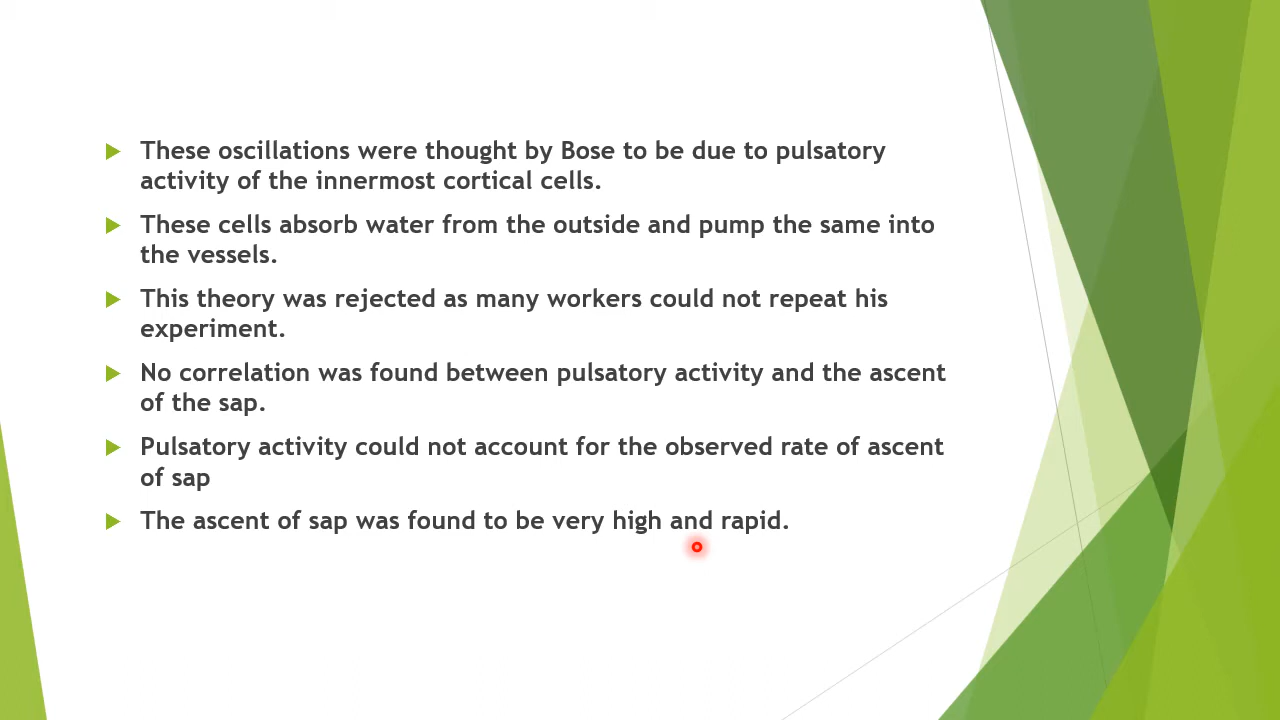 These oscillations were thought by Bose to be due to pulsatory
activity of the innermost cortical cells.
These cells absorb water from the outside and pump the same into
the vessels.
This theory was rejected as many workers could not repeat his
experiment.
No correlation was found between pulsatory activity and the ascent
of the sap.
Pulsatory activity could not account for the observed rate of ascent
of sap
The ascent of sap was found to be very high and rapid.